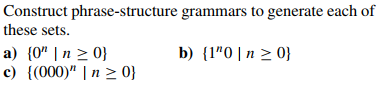 Construct phrase-structure grammars to generate each of
these sets.
a) {0ⁿ | n ≥ 0} b) {1ⁿ0 | n ≥ 0}
c) {(000)ⁿ | n ≥ 0}